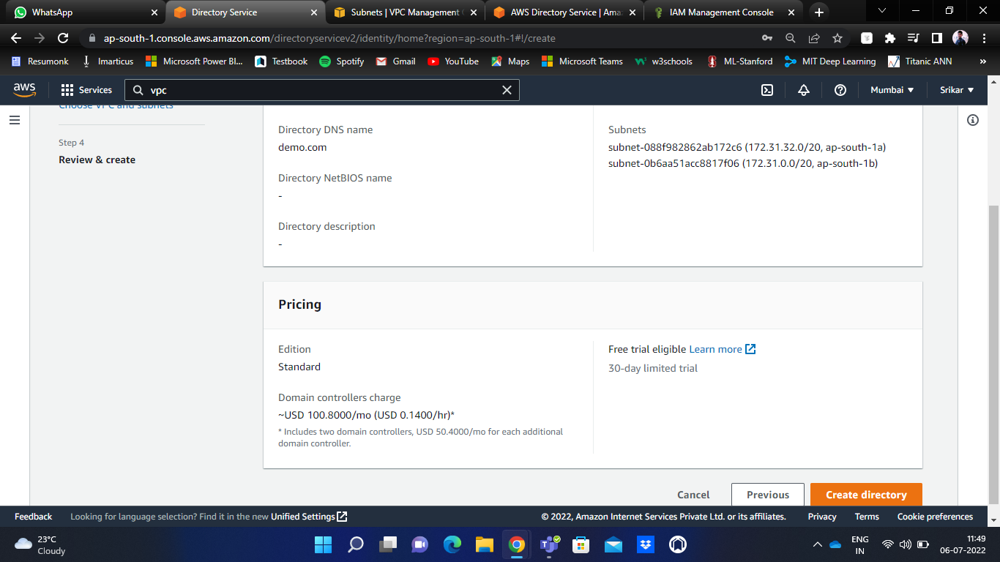 WhatsApp
Directory Service
Subnets | VPC Management
AWS Directory Service | Ama
IAM Management Console
ap-south-1.console.aws.amazon.com/directoryservicev2/identity/home?region=ap-south-1#!/create
Resumonk
Imarticus
Microsoft Power BI...
Testbook
Spotify
Gmail
YouTube
Maps
Microsoft Teams
w3schools
ML-Stanford
MIT Deep Learning
Titanic ANN
»
aws
Services
vpc
Mumbai
Srikar
Choose VPC and subnets
Step 4
Review & create
Directory DNS name
demo.com
Directory NetBIOS name
-
Directory description
-
Subnets
subnet-088f982862ab172c6 (172.31.32.0/20, ap-south-1a)
subnet-0b6aa51acc8817f06 (172.31.0.0/20, ap-south-1b)
Pricing
Edition
Standard
Domain controllers charge
~USD 100.8000/mo (USD 0.1400/hr)*
* Includes two domain controllers, USD 50.4000/mo for each additional
domain controller.
Free trial eligible Learn more
30-day limited trial
Cancel
Previous
Create directory
Feedback
Looking for language selection? Find it in the new Unified Settings
© 2022, Amazon Internet Services Private Ltd. or its affiliates.
Privacy
Terms
Cookie preferences
23°C
Cloudy
ENG
IN
11:49
06-07-2022